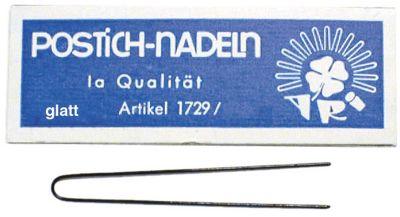 POSTiCH-NADELN
Ia Qualität
glatt Artikel 1729/